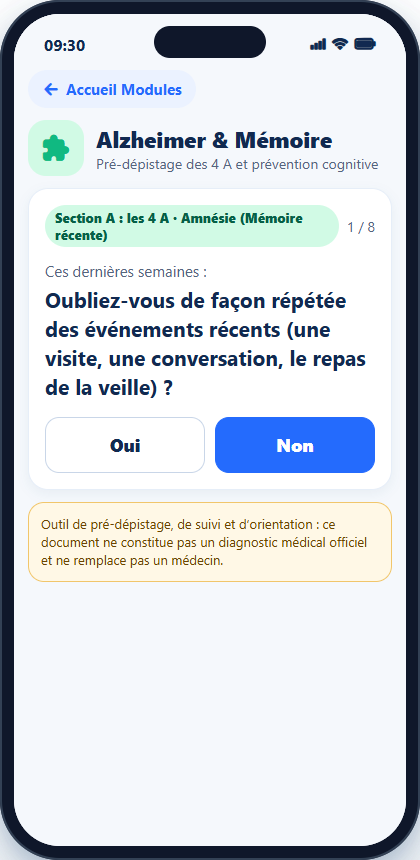 09:30
← Accueil Modules
Alzheimer & Mémoire
Pré-dépistage des 4 A et prévention cognitive
Section A : les 4 A · Amnésie (Mémoire
récente)
1 / 8
Ces dernières semaines :
Oubliez-vous de façon répétée
des événements récents (une
visite, une conversation, le repas
de la veille) ?
Oui
Non
Outil de pré-dépistage, de suivi et d’orientation : ce
document ne constitue pas un diagnostic médical officiel
et ne remplace pas un médecin.